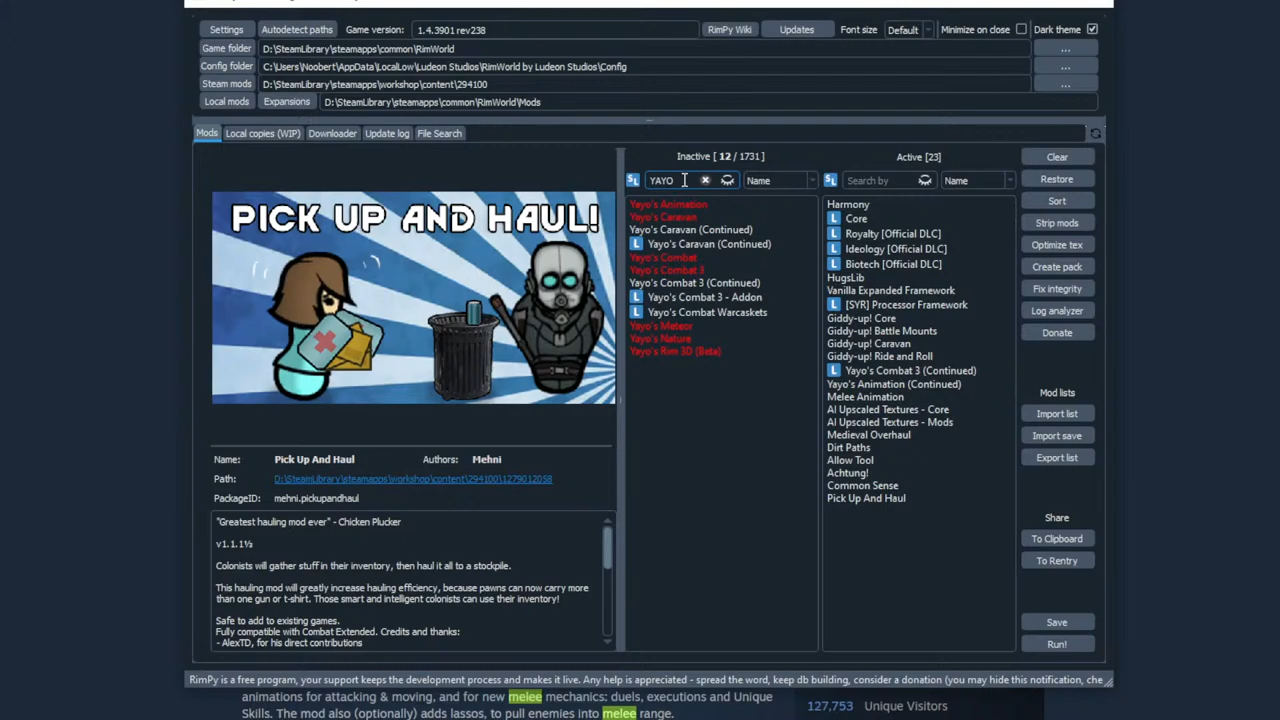 Settings Autodetect paths Game version: 1.4.3901 rev238 RimPy Wiki Updates Font size Default Minimize on close Dark theme
Game folder D:\SteamLibrary\steamapps\common\RimWorld ...
Config folder C:\Users\Noobert\AppData\LocalLow\Ludeon Studios\RimWorld by Ludeon Studios\Config ...
Steam mods D:\SteamLibrary\steamapps\workshop\content\294100 ...
Local mods Expansions D:\SteamLibrary\steamapps\common\RimWorld\Mods
Mods Local copies (WIP) Downloader Update log File Search
Inactive [ 12 / 1731 ]
SL YAYO Name
Yayo's Animation
Yayo's Caravan
Yayo's Caravan (Continued)
L Yayo's Caravan (Continued)
Yayo's Combat
Yayo's Combat 3
Yayo's Combat 3 (Continued)
L Yayo's Combat 3 - Addon
L Yayo's Combat Warcaskets
Yayo's Meteor
Yayo's Nature
Yayo's Rim 3D (Beta)
Active [23]
SL Search by Name
Harmony
L Core
L Royalty [Official DLC]
L Ideology [Official DLC]
L Biotech [Official DLC]
HugsLib
Vanilla Expanded Framework
L [SYR] Processor Framework
Giddy-up! Core
Giddy-up! Battle Mounts
Giddy-up! Caravan
Giddy-up! Ride and Roll
L Yayo's Combat 3 (Continued)
Yayo's Animation (Continued)
Melee Animation
AI Upscaled Textures - Core
AI Upscaled Textures - Mods
Medieval Overhaul
Dirt Paths
Allow Tool
Achtung!
Common Sense
Pick Up And Haul
Clear
Restore
Sort
Strip mods
Optimize tex
Create pack
Fix integrity
Log analyzer
Donate
Mod lists
Import list
Import save
Export list
Share
To Clipboard
To Rentry
Save
Run!
PICK UP AND HAUL!
Name: Pick Up And Haul Authors: Mehni
Path: D:\SteamLibrary\steamapps\workshop\content\294100\1279012058
PackageID: mehni.pickupandhaul
"Greatest hauling mod ever" - Chicken Plucker
v1.1.1½
Colonists will gather stuff in their inventory, then haul it all to a stockpile.
This hauling mod will greatly increase hauling efficiency, because pawns can now carry more
than one gun or t-shirt. Those smart and intelligent colonists can use their inventory!
Safe to add to existing games.
Fully compatible with Combat Extended. Credits and thanks:
- AlexTD, for his direct contributions
RimPy is a free program, your support keeps the development process and makes it live. Any help is appreciated - spread the word, keep db building, consider a donation (you may hide this notification, che
animations for attacking & moving, and for new melee mechanics: duels, executions and Unique
Skills. The mod also (optionally) adds lassos, to pull enemies into melee range.
127,753 Unique Visitors